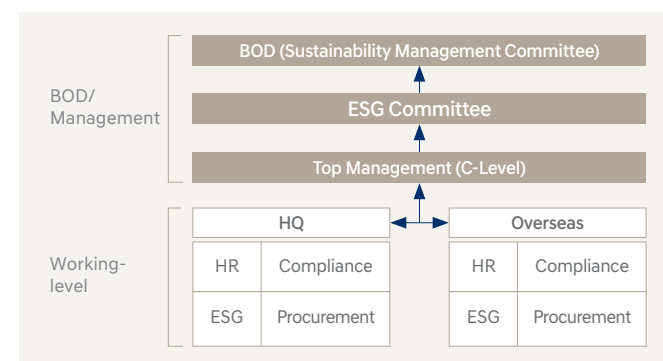 BOD (Sustainability Management Committee)
BOD/
Management
ESG Committee
Top Management (C-Level)
HQ
Overseas
Working-
level
HR
Compliance
HR
Compliance
ESG
Procurement
ESG
Procurement